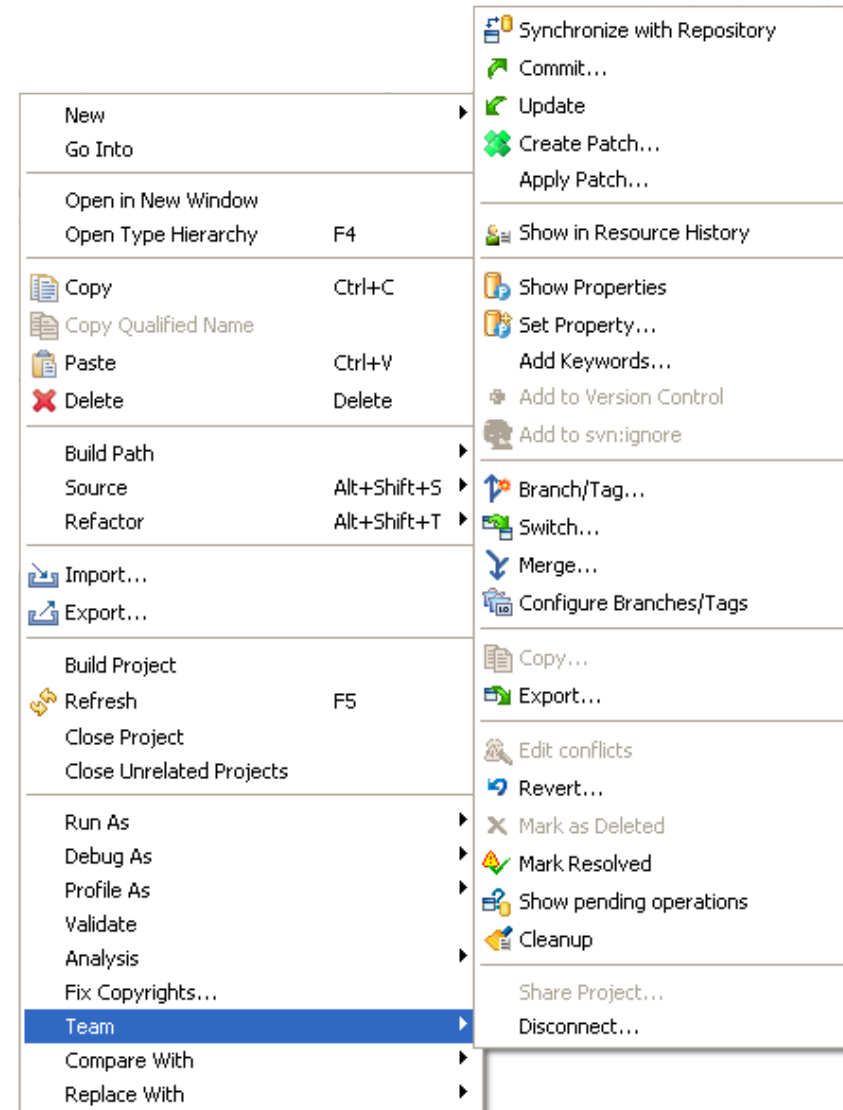 New
Go Into
Open in New Window
Open Type Hierarchy F4
Copy Ctrl+C
Copy Qualified Name
Paste Ctrl+V
Delete Delete
Build Path
Source Alt+Shift+S
Refactor Alt+Shift+T
Import...
Export...
Build Project
Refresh F5
Close Project
Close Unrelated Projects
Run As
Debug As
Profile As
Validate
Analysis
Fix Copyrights...
Team
Compare With
Replace With
Synchronize with Repository
Commit...
Update
Create Patch...
Apply Patch...
Show in Resource History
Show Properties
Set Property...
Add Keywords...
Add to Version Control
Add to svn:ignore
Branch/Tag...
Switch...
Merge...
Configure Branches/Tags
Copy...
Export...
Edit conflicts
Revert...
Mark as Deleted
Mark Resolved
Show pending operations
Cleanup
Share Project...
Disconnect...